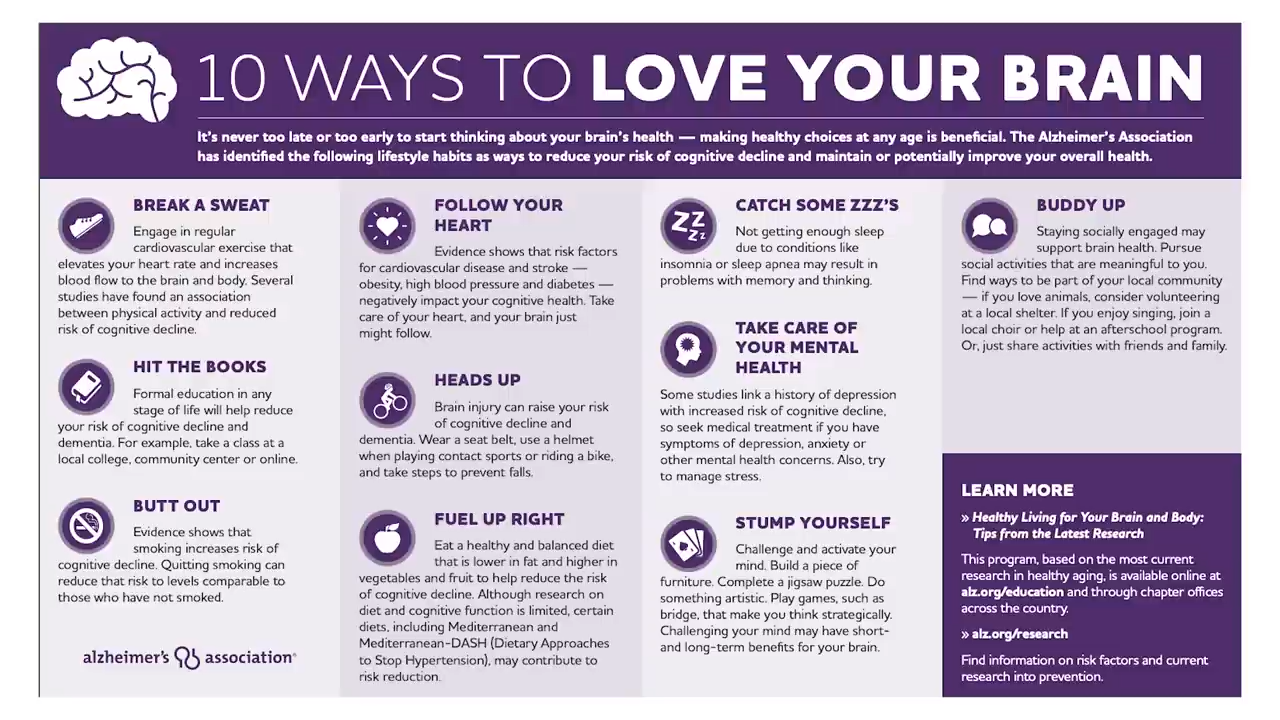 10 WAYS TO LOVE YOUR BRAIN
It's never too late or too early to start thinking about your brain's health — making healthy choices at any age is beneficial. The Alzheimer's Association
has identified the following lifestyle habits as ways to reduce your risk of cognitive decline and maintain or potentially improve your overall health.
BREAK A SWEAT
Engage in regular
cardiovascular exercise that
elevates your heart rate and increases
blood flow to the brain and body. Several
studies have found an association
between physical activity and reduced
risk of cognitive decline.
HIT THE BOOKS
Formal education in any
stage of life will help reduce
your risk of cognitive decline and
dementia. For example, take a class at a
local college, community center or online.
BUTT OUT
Evidence shows that
smoking increases risk of
cognitive decline. Quitting smoking can
reduce that risk to levels comparable to
those who have not smoked.
alzheimer's association®
FOLLOW YOUR
HEART
Evidence shows that risk factors
for cardiovascular disease and stroke —
obesity, high blood pressure and diabetes —
negatively impact your cognitive health. Take
care of your heart, and your brain just
might follow.
HEADS UP
Brain injury can raise your risk
of cognitive decline and
dementia. Wear a seat belt, use a helmet
when playing contact sports or riding a bike,
and take steps to prevent falls.
FUEL UP RIGHT
Eat a healthy and balanced diet
that is lower in fat and higher in
vegetables and fruit to help reduce the risk
of cognitive decline. Although research on
diet and cognitive function is limited, certain
diets, including Mediterranean and
Mediterranean-DASH (Dietary Approaches
to Stop Hypertension), may contribute to
risk reduction.
ZZZzz
CATCH SOME ZZZ'S
Not getting enough sleep
due to conditions like
insomnia or sleep apnea may result in
problems with memory and thinking.
TAKE CARE OF
YOUR MENTAL
HEALTH
Some studies link a history of depression
with increased risk of cognitive decline,
so seek medical treatment if you have
symptoms of depression, anxiety or
other mental health concerns. Also, try
to manage stress.
STUMP YOURSELF
Challenge and activate your
mind. Build a piece of
furniture. Complete a jigsaw puzzle. Do
something artistic. Play games, such as
bridge, that make you think strategically.
Challenging your mind may have short-
and long-term benefits for your brain.
BUDDY UP
Staying socially engaged may
support brain health. Pursue
social activities that are meaningful to you.
Find ways to be part of your local community
— if you love animals, consider volunteering
at a local shelter. If you enjoy singing, join a
local choir or help at an afterschool program.
Or, just share activities with friends and family.
LEARN MORE
» Healthy Living for Your Brain and Body:
Tips from the Latest Research
This program, based on the most current
research in healthy aging, is available online at
alz.org/education and through chapter offices
across the country.
» alz.org/research
Find information on risk factors and current
research into prevention.